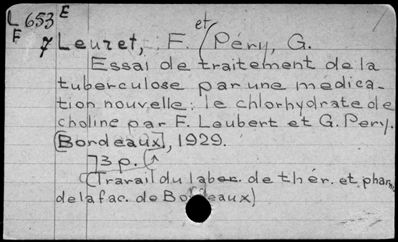 L 653 E
F 7 Leuret, F. et Péry, G.
Essai de traitement de la
tuberculose par une médica-
tion nouvelle: le chlorhydrate de
choline par F. Leubert et G. Pery.
[Bordeaux], 1929.
73 p.
(Travail du labor. de thér. et pharm
de la fac. de Bordeaux)